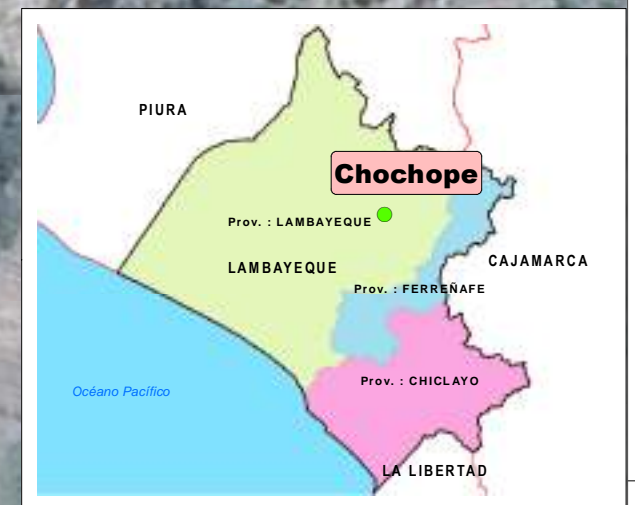 PIURA
Chochope
Prov. : LAMBAYEQUE
LAMBAYEQUE
CAJAMARCA
Prov. : FERREÑAFE
Prov. : CHICLAYO
Océano Pacífico
LA LIBERTAD